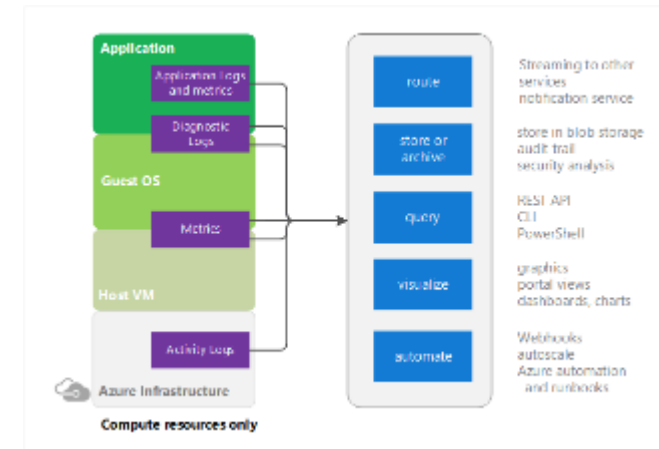 Application
Application Logs
and metrics
Diagnostic
Logs
Guest OS
Metrics
Host VM
Activity Logs
Azure Infrastructure
Compute resources only
route
store or
archive
query
visualize
automate
Streaming to other
services
notification service
store in blob storage
audit trail
security analysis
REST API
CLI
PowerShell
graphics
portal views
dashboards, charts
Webhooks
autoscale
Azure automation
and runbooks